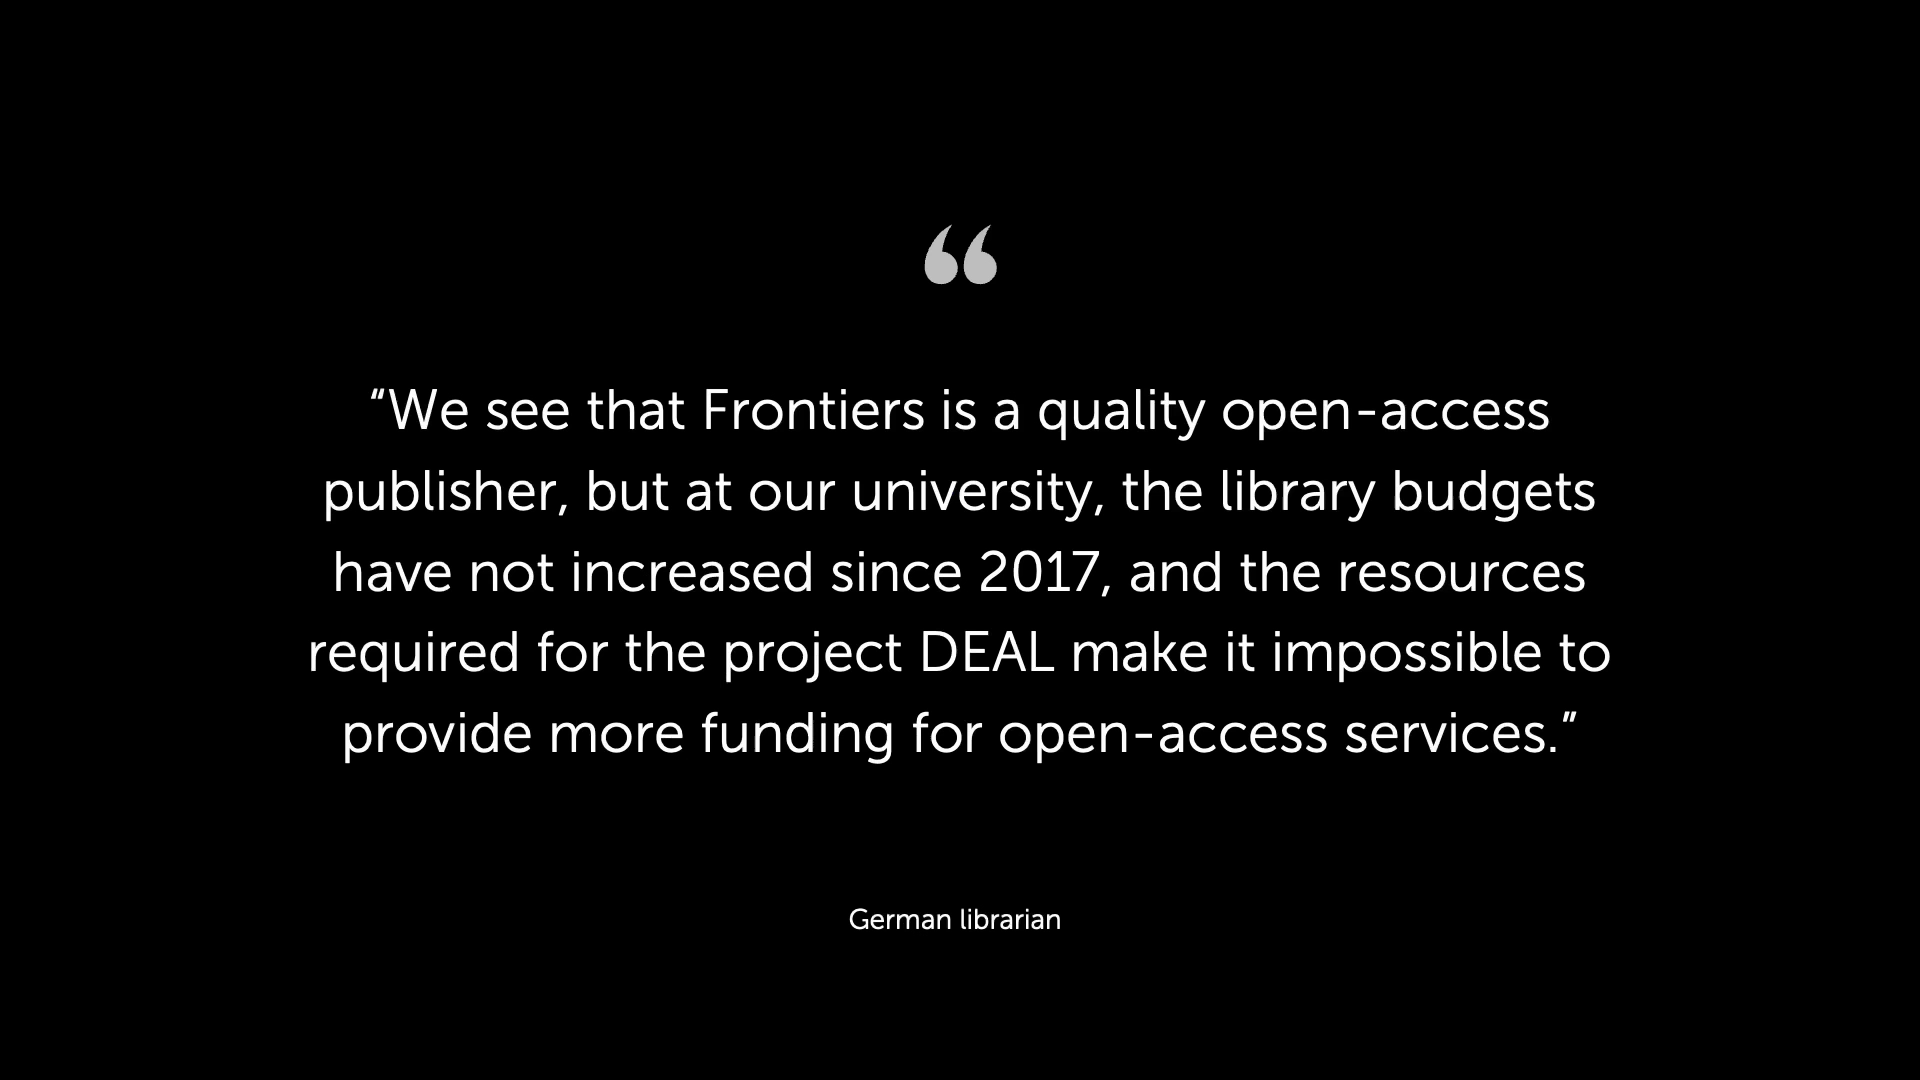 “
“We see that Frontiers is a quality open-access
publisher, but at our university, the library budgets
have not increased since 2017, and the resources
required for the project DEAL make it impossible to
provide more funding for open-access services.”
German librarian